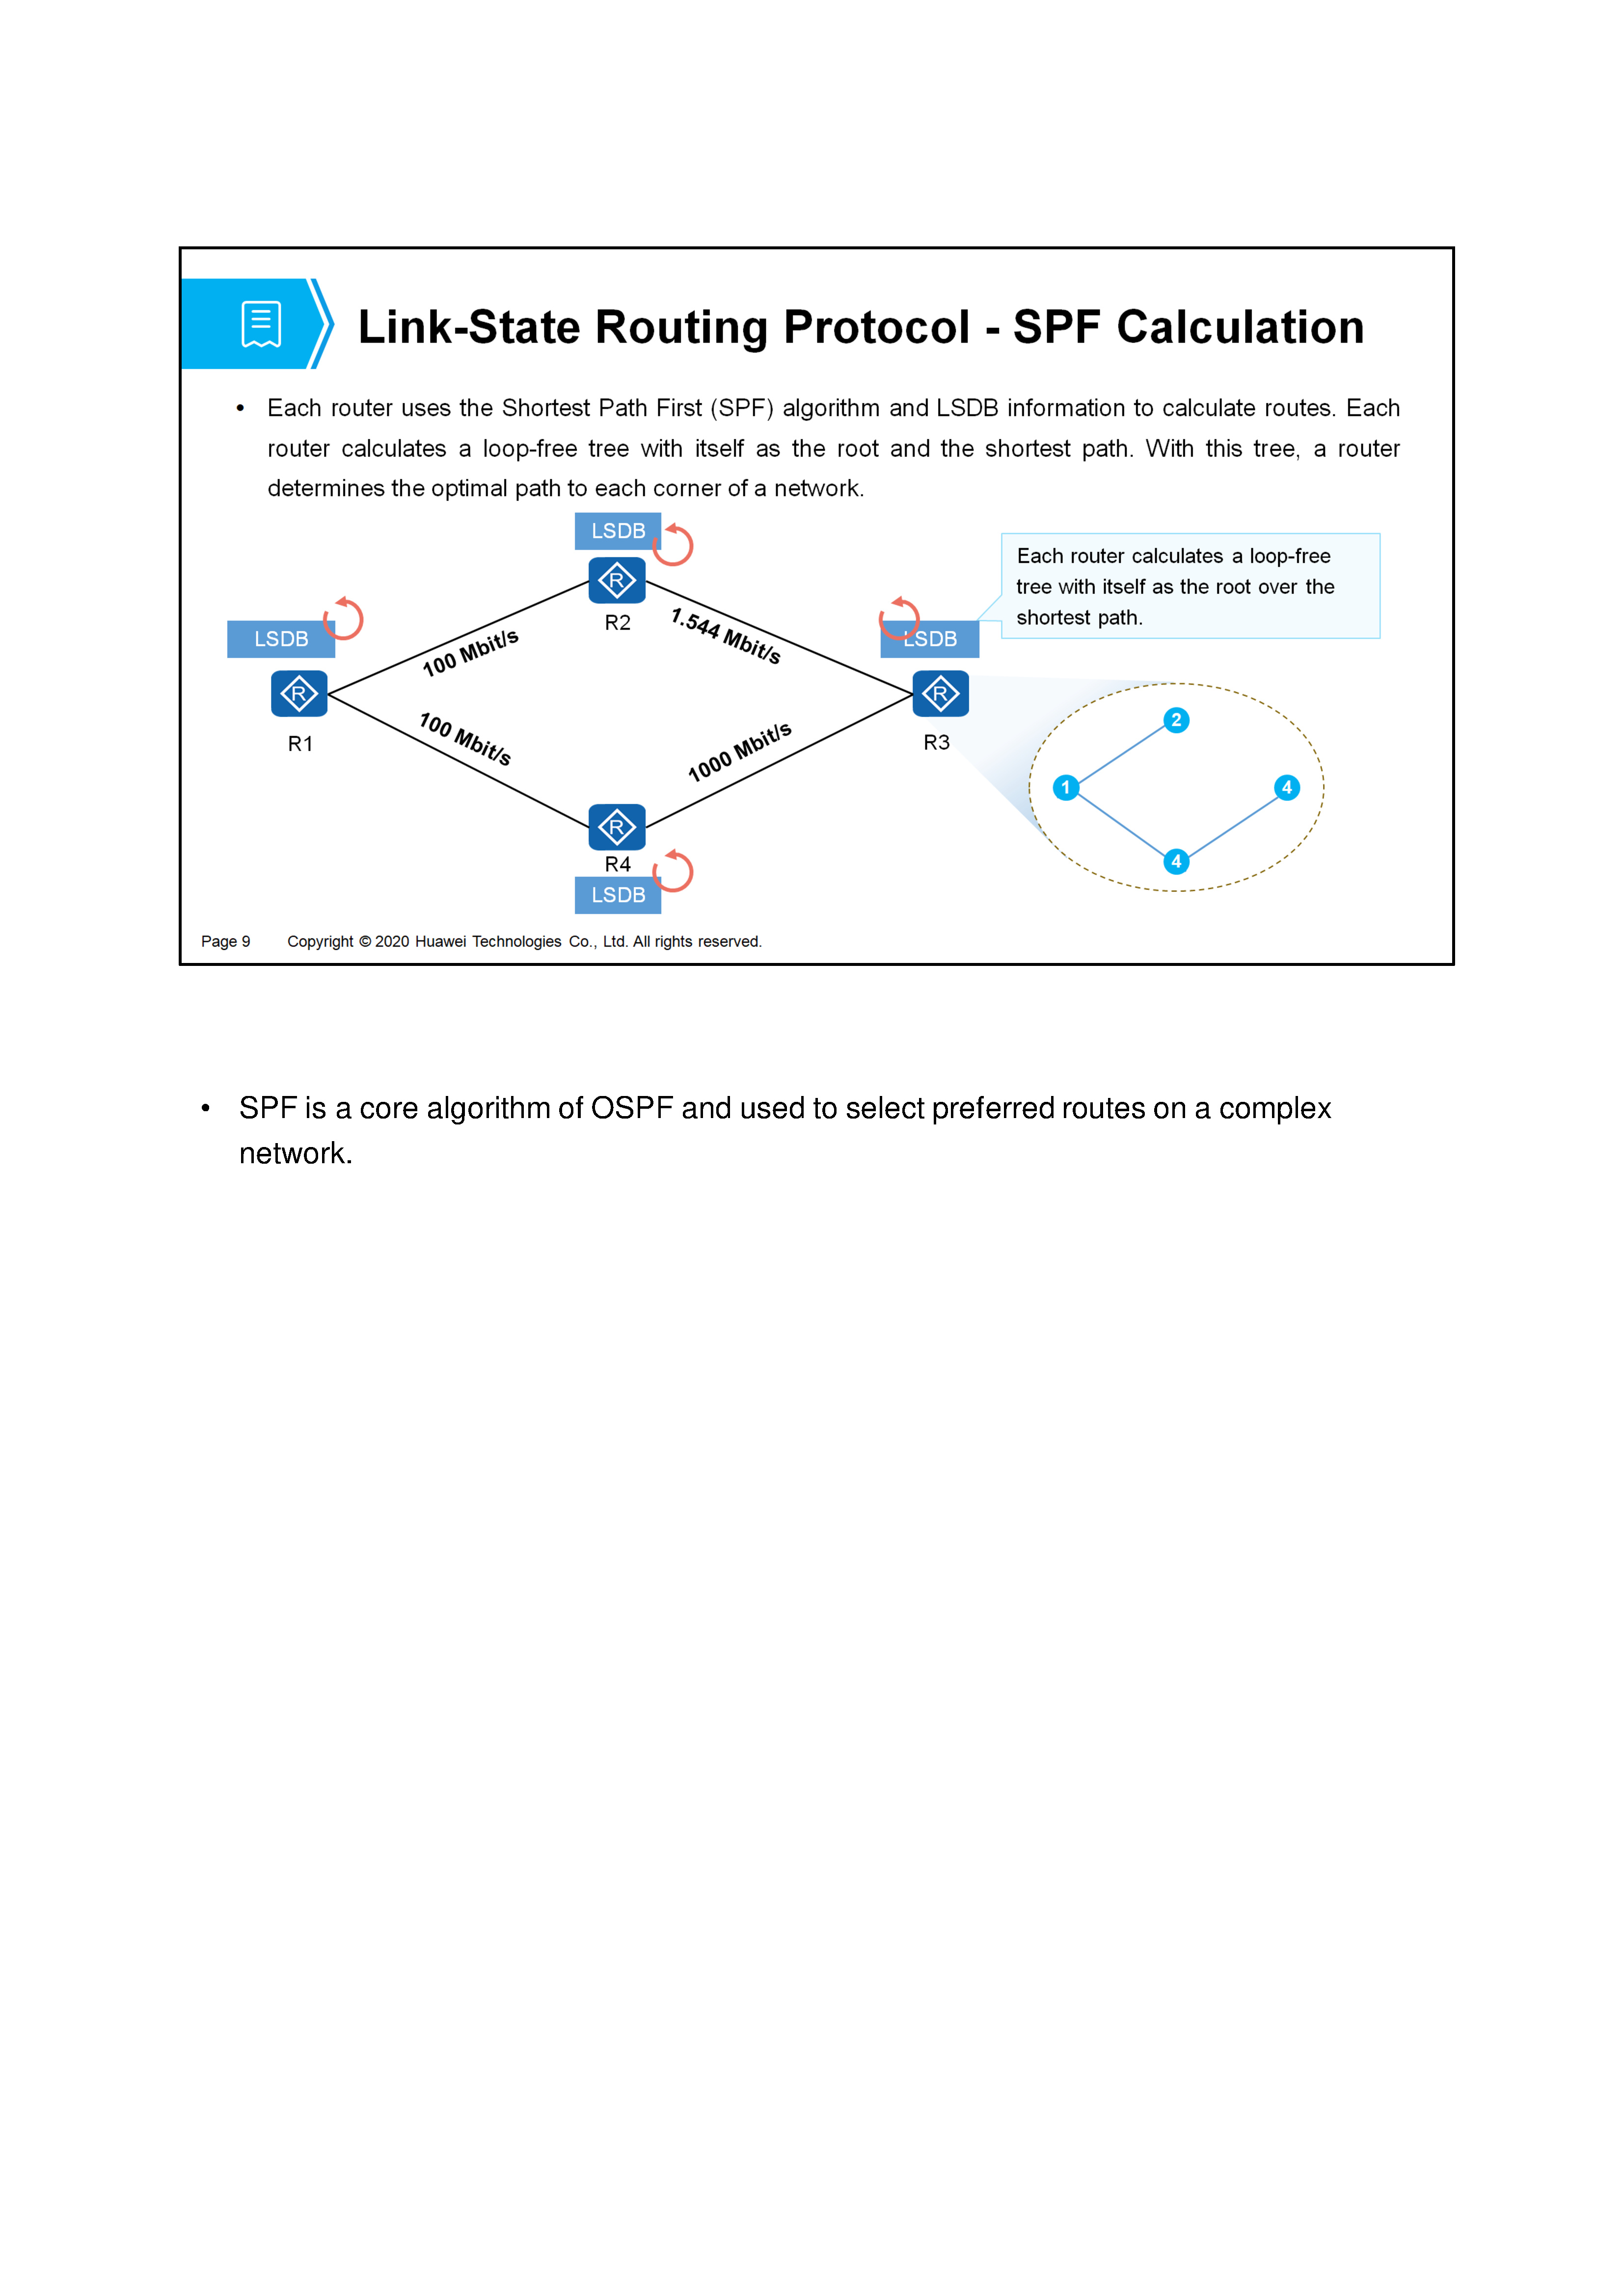 Link-State Routing Protocol - SPF Calculation
• Each router uses the Shortest Path First (SPF) algorithm and LSDB information to calculate routes. Each
router calculates a loop-free tree with itself as the root and the shortest path. With this tree, a router
determines the optimal path to each corner of a network.
LSDB
R
R2
Each router calculates a loop-free
tree with itself as the root over the
shortest path.
LSDB
R
R1
100 Mbit/s
1.544 Mbit/s
LSDB
R
R3
100 Mbit/s
1000 Mbit/s
2
1
4
4
R
R4
LSDB
Page 9 Copyright © 2020 Huawei Technologies Co., Ltd. All rights reserved.
• SPF is a core algorithm of OSPF and used to select preferred routes on a complex
network.